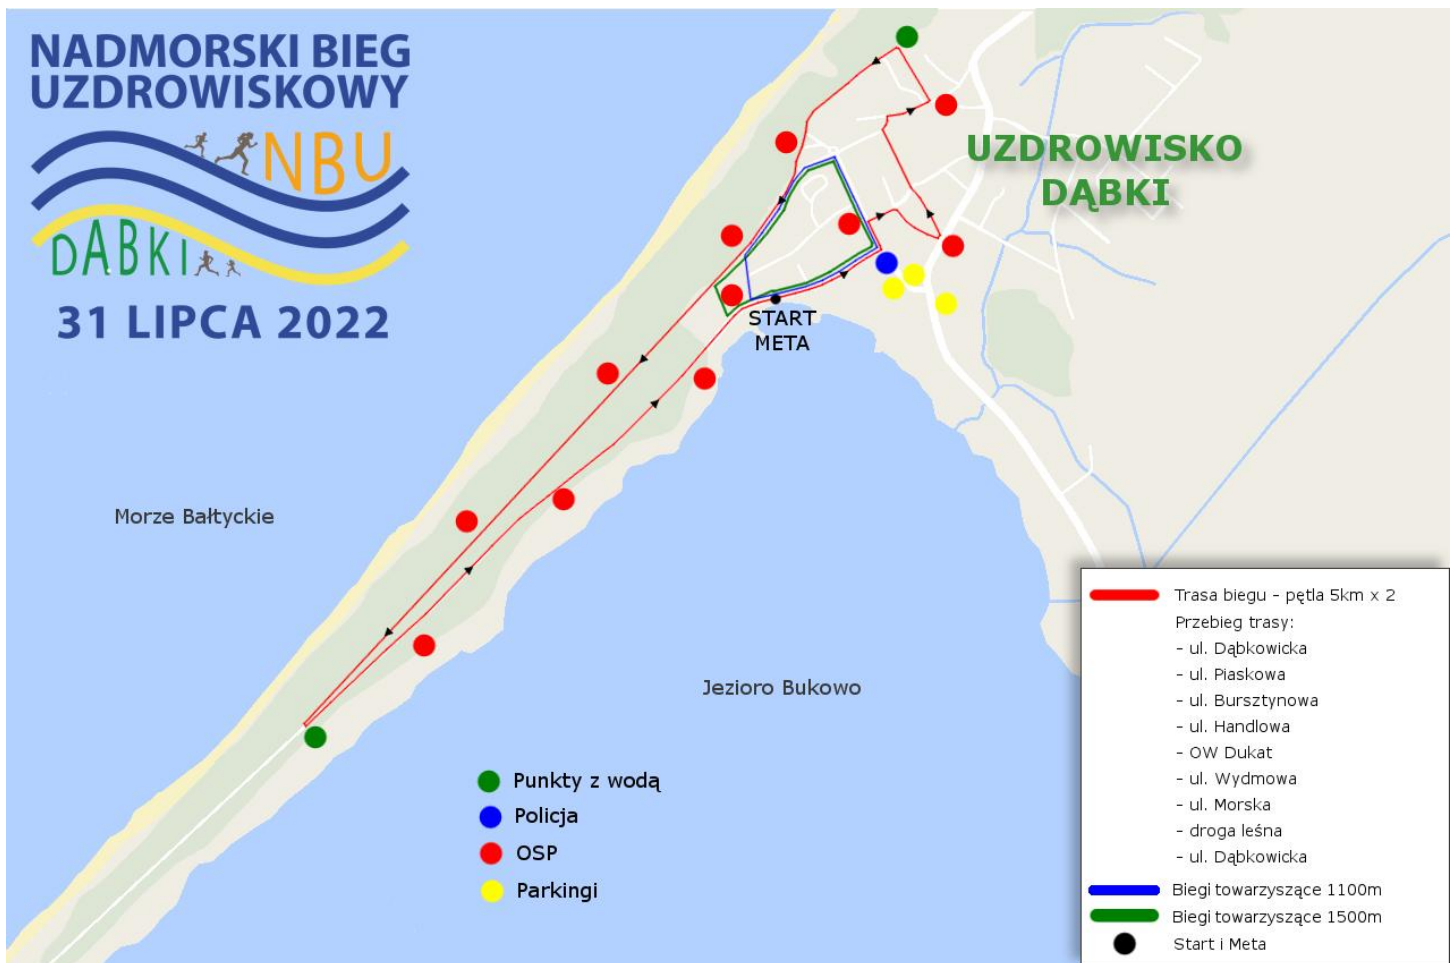 NADMORSKI BIEG
UZDROWISKOWY
NBU
DĄBKI
31 LIPCA 2022
UZDROWISKO
DĄBKI
START
META
Morze Bałtyckie
Jezioro Bukowo
Punkty z wodą
Policja
OSP
Parkingi
Trasa biegu - pętla 5km x 2
Przebieg trasy:
- ul. Dąbkowicka
- ul. Piaskowa
- ul. Bursztynowa
- ul. Handlowa
- OW Dukat
- ul. Wydmowa
- ul. Morska
- droga leśna
- ul. Dąbkowicka
Biegi towarzyszące 1100m
Biegi towarzyszące 1500m
Start i Meta